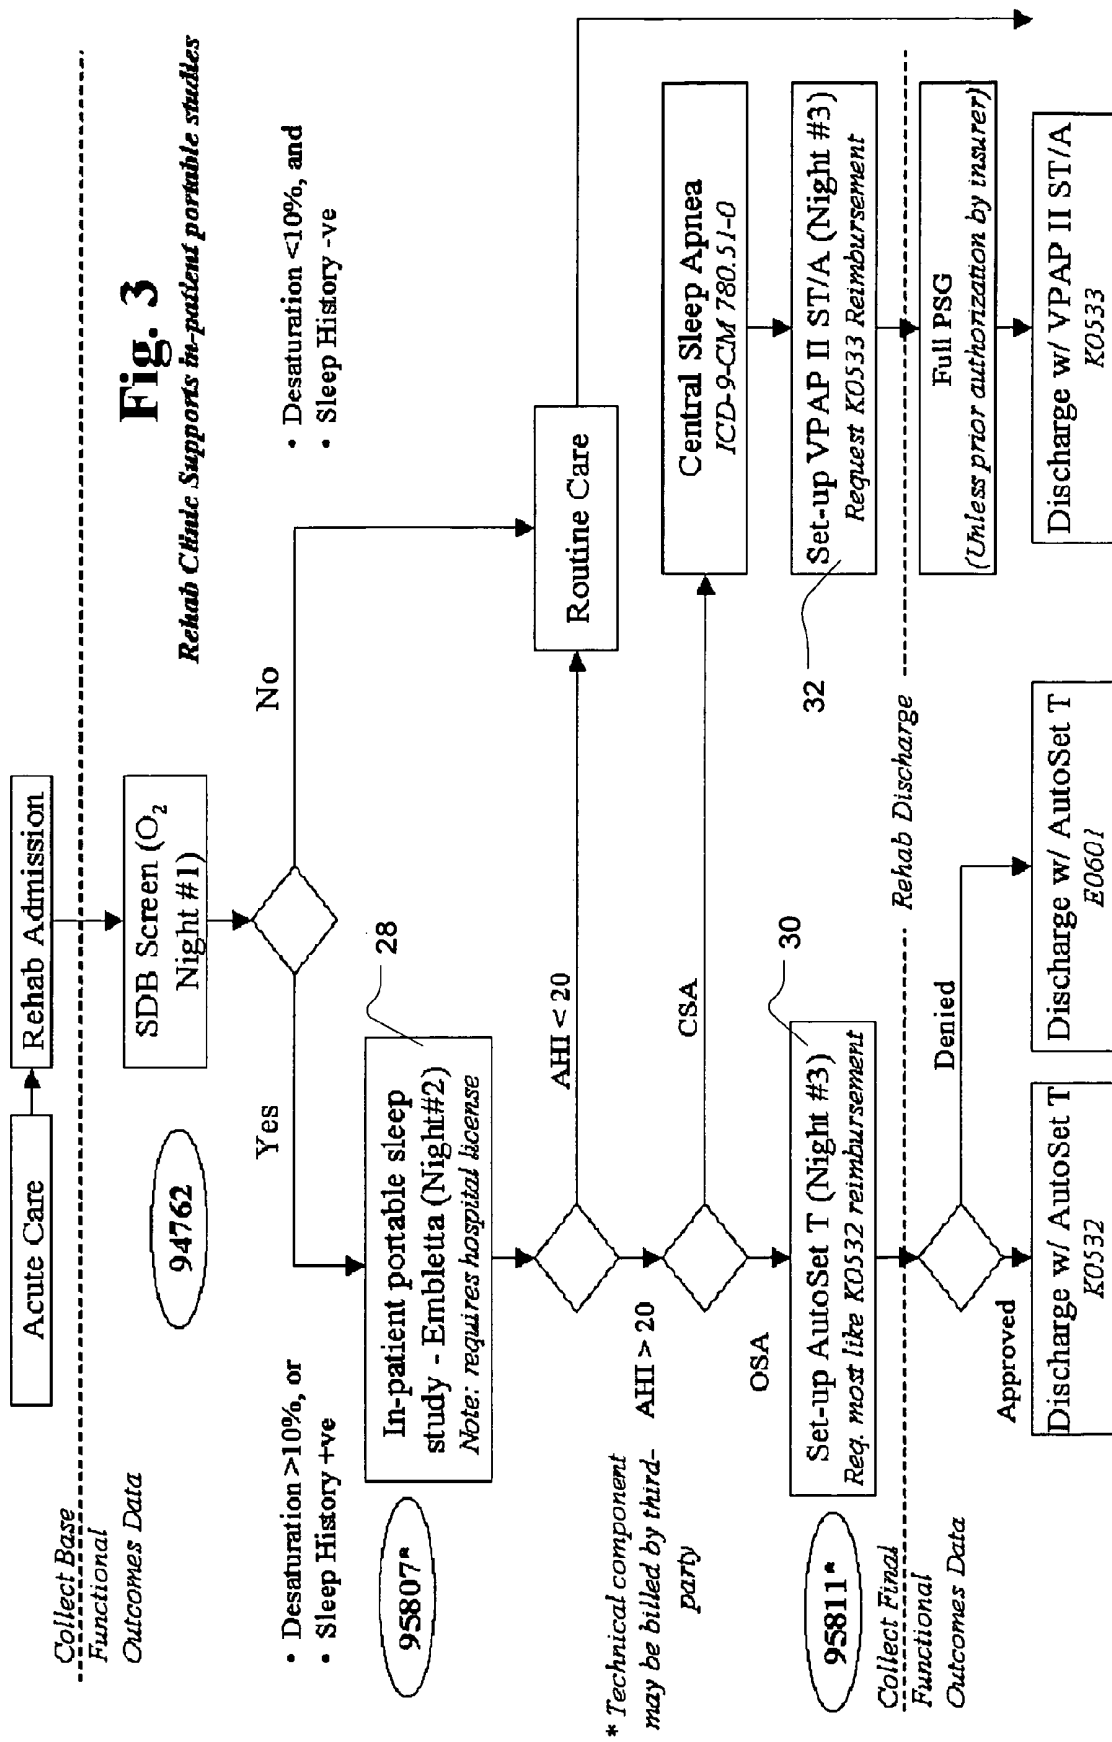 Fig. 3
Rehab Clinic Supports in-patient portable studies
Acute Care
Rehab Admission
Collect Base
Functional
Outcomes Data
94762
SDB Screen (O2
Night #1)
Yes
No
• Desaturation >10%, or
• Sleep History +ve
• Desaturation <10%, and
• Sleep History -ve
95807*
In-patient portable sleep
study - Embletta (Night#2)
Note: requires hospital license
28
AHI < 20
Routine Care
* Technical component
may be billed by third-
party
AHI > 20
CSA
Central Sleep Apnea
ICD-9-CM 780.51-0
OSA
95811*
Set-up AutoSet T (Night #3)
Req. most like K0532 reimbursement
30
32
Set-up VPAP II ST/A (Night #3)
Request K0533 Reimbursement
Collect Final
Functional
Outcomes Data
Rehab Discharge
Full PSG
(Unless prior authorization by insurer)
Approved
Denied
Discharge w/ AutoSet T
K0532
Discharge w/ AutoSet T
E0601
Discharge w/ VPAP II ST/A
K0533